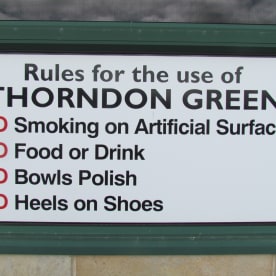 Rules for the use of
THORNDON GREEN
O Smoking on Artificial Surfac
O Food or Drink
O Bowls Polish
O Heels on Shoes